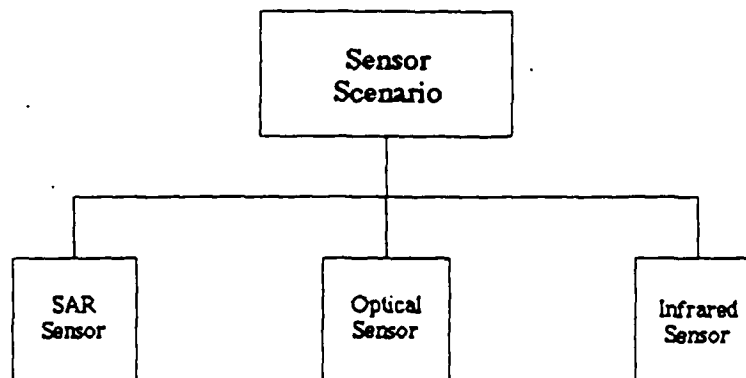 Sensor
Scenario
SAR
Sensor
Optical
Sensor
Infrared
Sensor